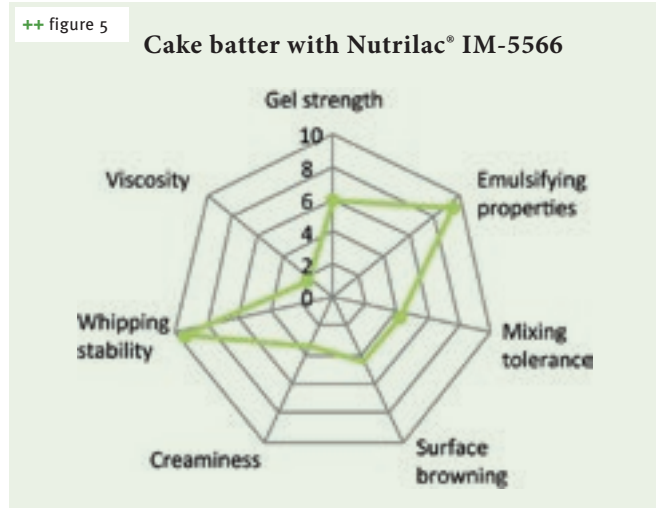 ++ figure 5
Cake batter with Nutrilac® IM-5566
Gel strength
10
8
6
4
2
0
Viscosity
Emulsifying
properties
Whipping
stability
Mixing
tolerance
Creaminess
Surface
browning